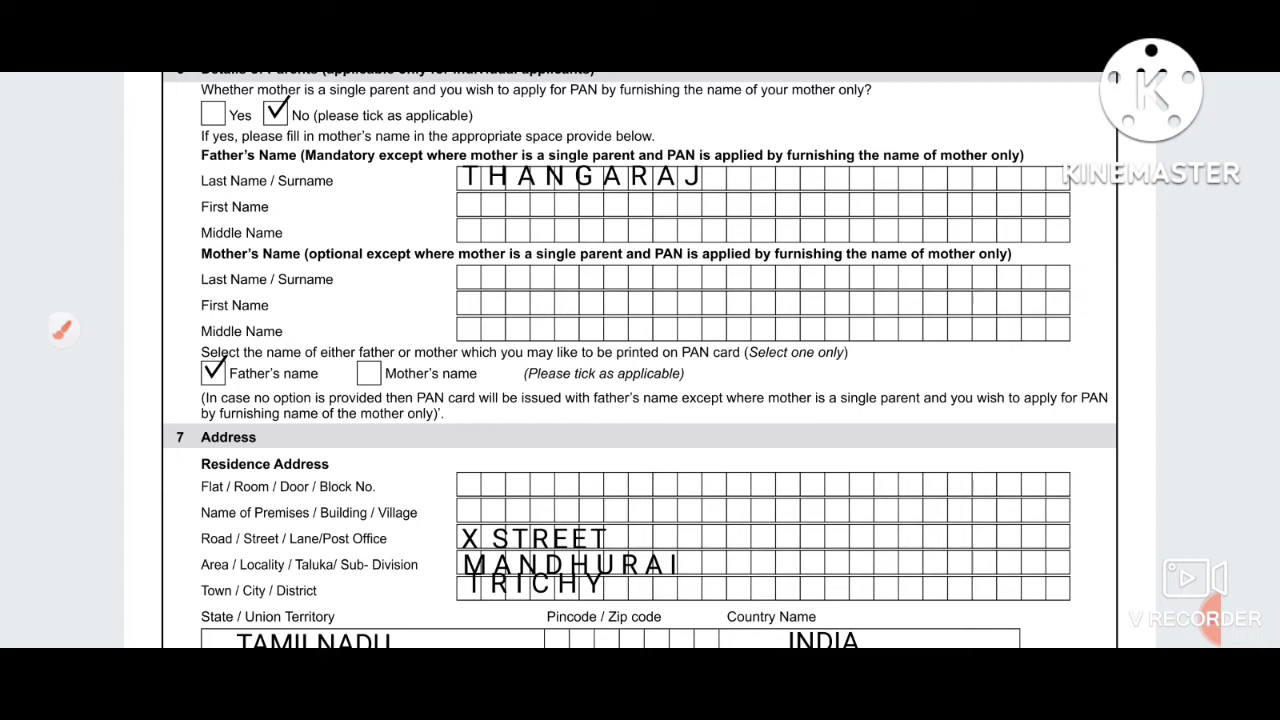 6 Details of Parents (applicable only for individual applicants)
Whether mother is a single parent and you wish to apply for PAN by furnishing the name of your mother only?
Yes No (please tick as applicable)
If yes, please fill in mother's name in the appropriate space provide below.
Father's Name (Mandatory except where mother is a single parent and PAN is applied by furnishing the name of mother only)
Last Name / Surname THANGARAJ
First Name
Middle Name
Mother's Name (optional except where mother is a single parent and PAN is applied by furnishing the name of mother only)
Last Name / Surname
First Name
Middle Name
Select the name of either father or mother which you may like to be printed on PAN card (Select one only)
Father's name Mother's name (Please tick as applicable)
(In case no option is provided then PAN card will be issued with father's name except where mother is a single parent and you wish to apply for PAN
by furnishing name of the mother only)'.
7 Address
Residence Address
Flat / Room / Door / Block No.
Name of Premises / Building / Village
Road / Street / Lane/Post Office X STREET
Area / Locality / Taluka/ Sub- Division MANDHURAI
Town / City / District TRICHY
State / Union Territory Pincode / Zip code Country Name
TAMILNADU INDIA
K
KINEMASTER
V RECORDER